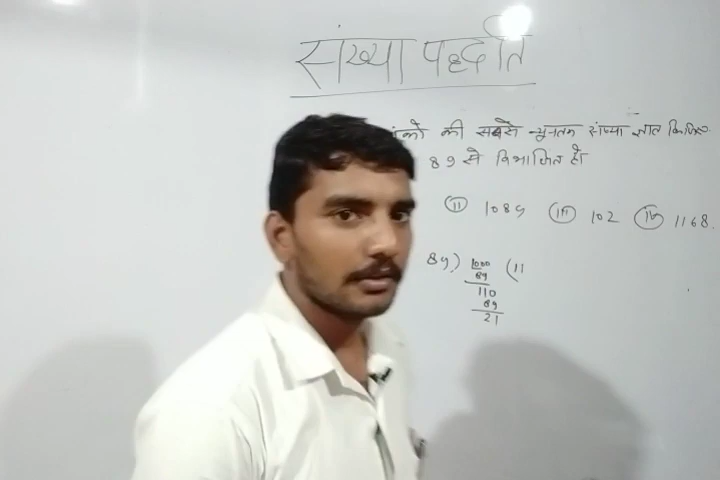 संख्या पद्धति
अंको की सबसे न्यूनतम संख्या ज्ञात किजिए
89 से विभाजित हो
(II) 1089 (III) 102 (IV) 1168.
89) 1000 (11
89
110
89
21